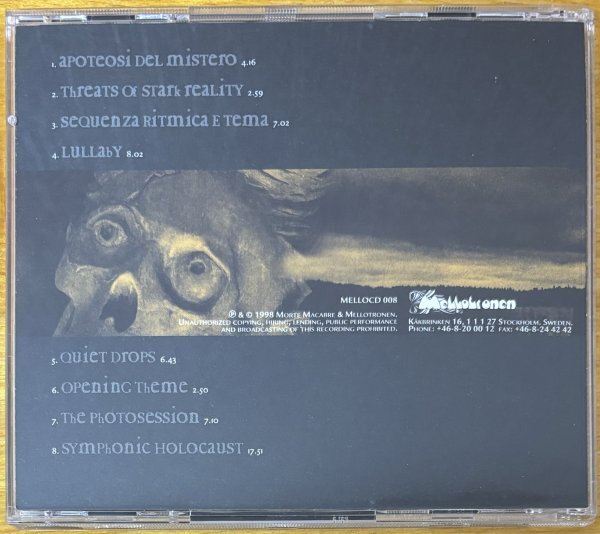 1. Apoteosi del Mistero 4.16
2. Threats of Stark Reality 2.59
3. Sequenza Ritmica e Tema 7.02
4. Lullaby 8.02
MELLOCD 008
Mellotronen
℗ & © 1998 Morte Macabre & Mellotronen,
Unauthorized copying, hiring, lending, public performance
and broadcasting of this recording prohibited.
Kåkbrinken 16, 1 1 1 27 Stockholm, Sweden.
Phone: +46-8-20 00 12 Fax: +46-8-24 42 42
5. Quiet Drops 6.43
6. Opening Theme 2.50
7. The Photosession 7.10
8. Symphonic Holocaust 17.51